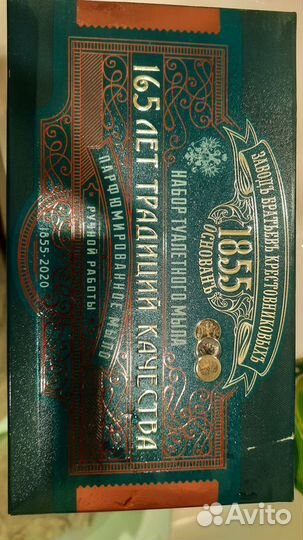 ЗАВОДЪ БРАТЬЕВЪ КРЕСТОВНИКОВЫХЪ
1855
ОСНОВАНЪ
НАБОР ТУАЛЕТНОГО МЫЛА
165 ЛЕТ ТРАДИЦИЙ КАЧЕСТВА
ПАРФЮМИРОВАННОЕ МЫЛО
РУЧНОЙ РАБОТЫ
1855-2020
Avito